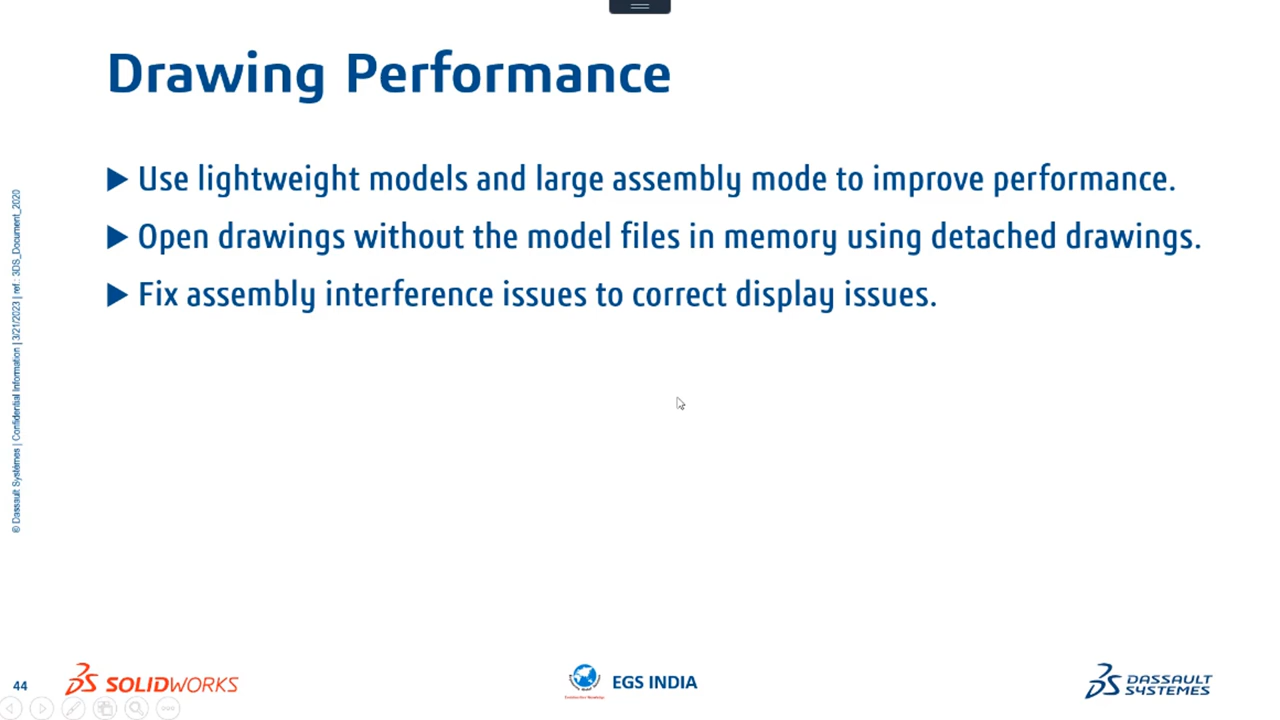 Drawing Performance
▶ Use lightweight models and large assembly mode to improve performance.
▶ Open drawings without the model files in memory using detached drawings.
▶ Fix assembly interference issues to correct display issues.
© Dassault Systèmes | Confidential Information | 3/21/2023 | ref.: 3DS_Document_2020
44
SOLIDWORKS
EGS INDIA
DASSAULT
SYSTEMES